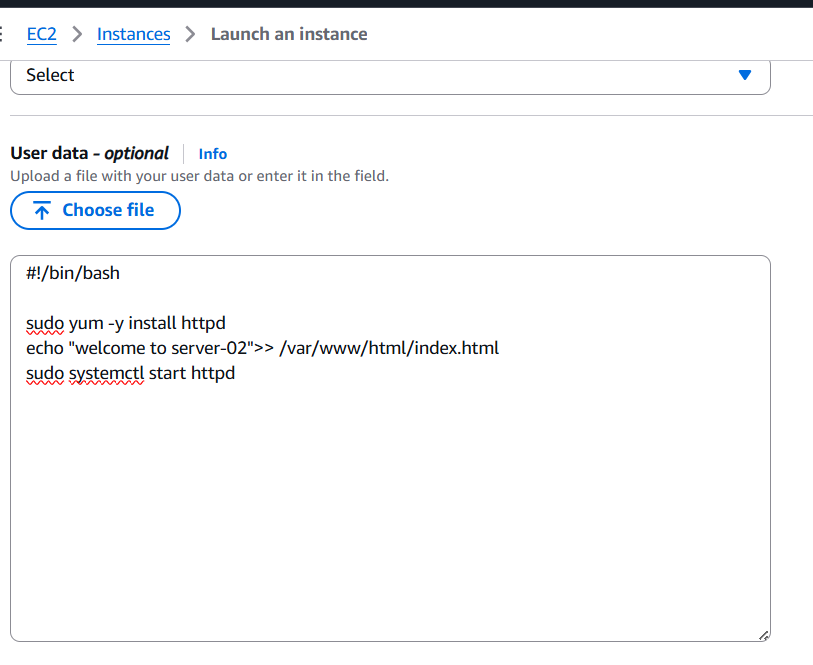 EC2 > Instances > Launch an instance
Select
User data - optional Info
Upload a file with your user data or enter it in the field.
Choose file
#!/bin/bash
sudo yum -y install httpd
echo "welcome to server-02">> /var/www/html/index.html
sudo systemctl start httpd